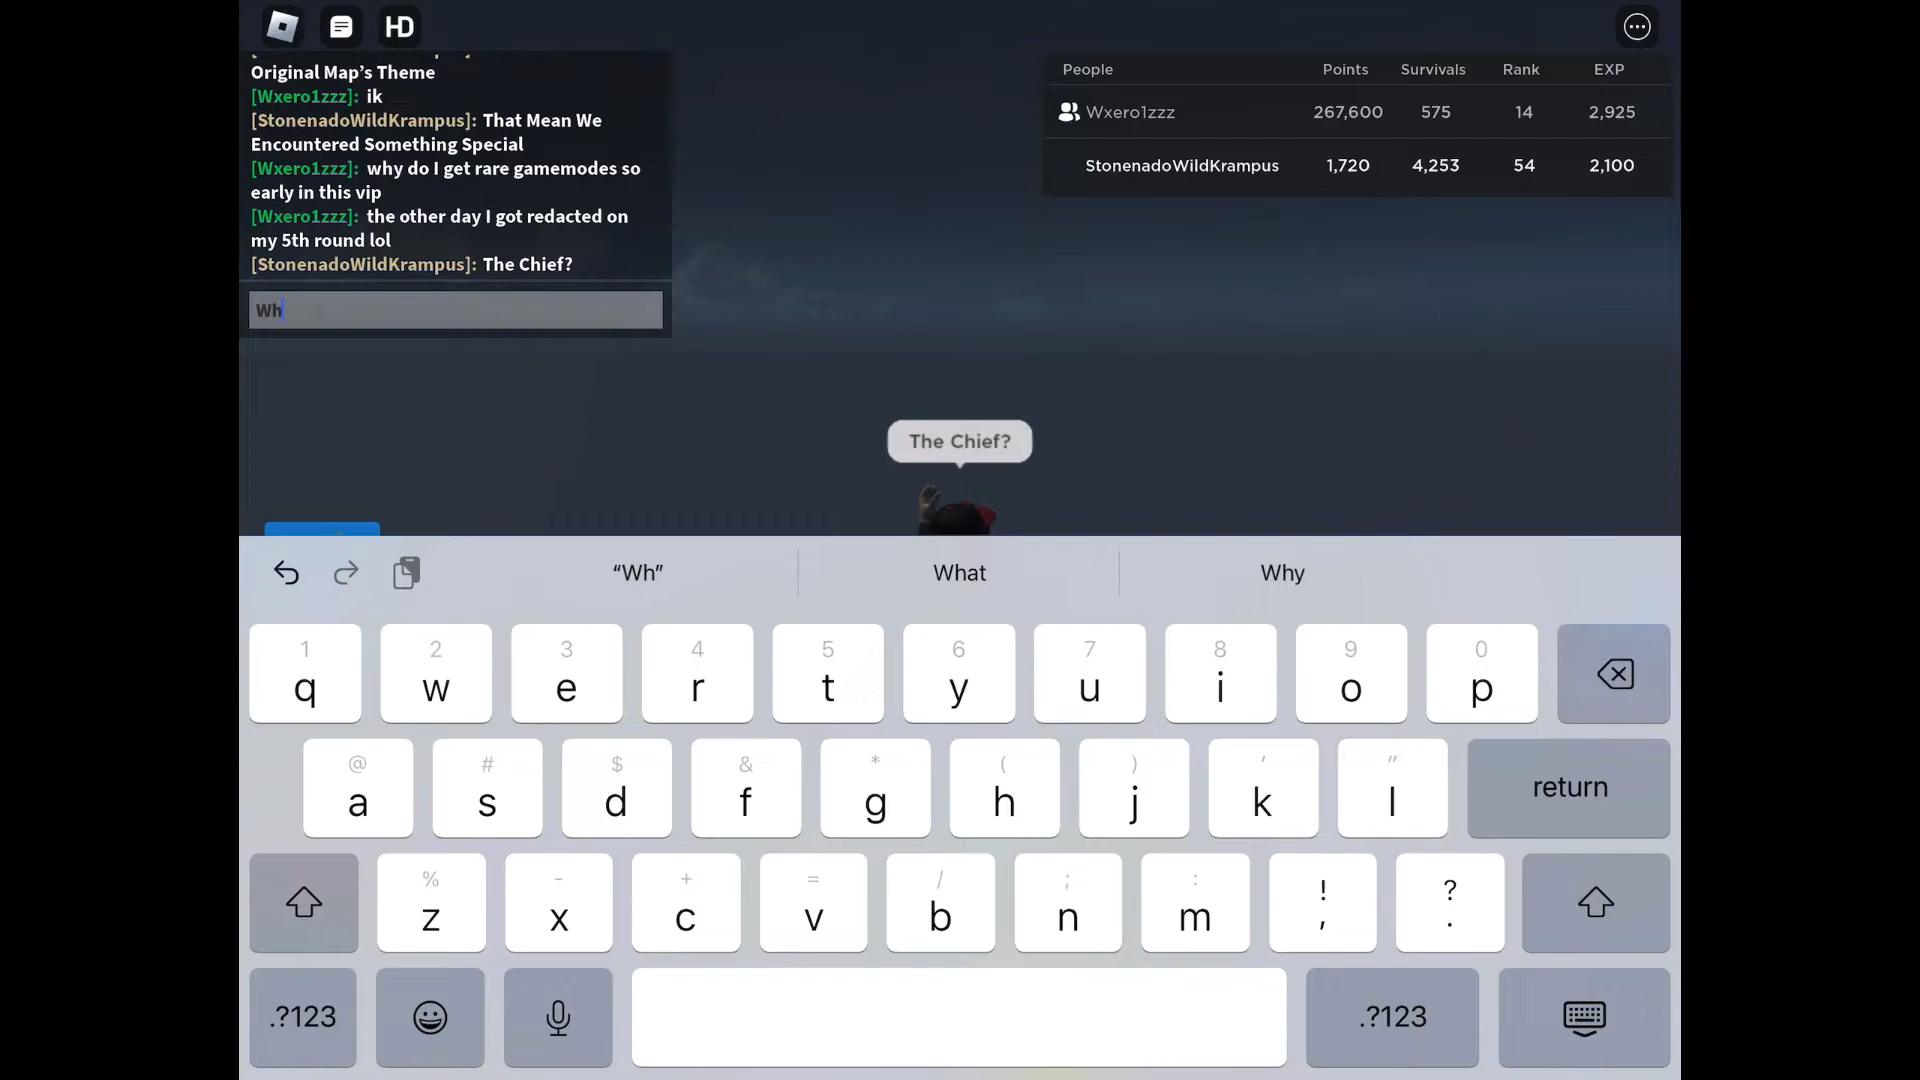 HD
Original Map’s Theme
[Wxero1zzz]: ik
[StonenadoWildKrampus]: That Mean We
Encountered Something Special
[Wxero1zzz]: why do I get rare gamemodes so
early in this vip
[Wxero1zzz]: the other day I got redacted on
my 5th round lol
[StonenadoWildKrampus]: The Chief?
Wh
People Points Survivals Rank EXP
Wxero1zzz 267,600 575 14 2,925
StonenadoWildKrampus 1,720 4,253 54 2,100
The Chief?
“Wh” What Why
1 2 3 4 5 6 7 8 9 0
q w e r t y u i o p
@ # $ & * ( ) ' "
a s d f g h j k l return
% - + = / ; : ! ?
z x c v b n m , .
.?123 .?123